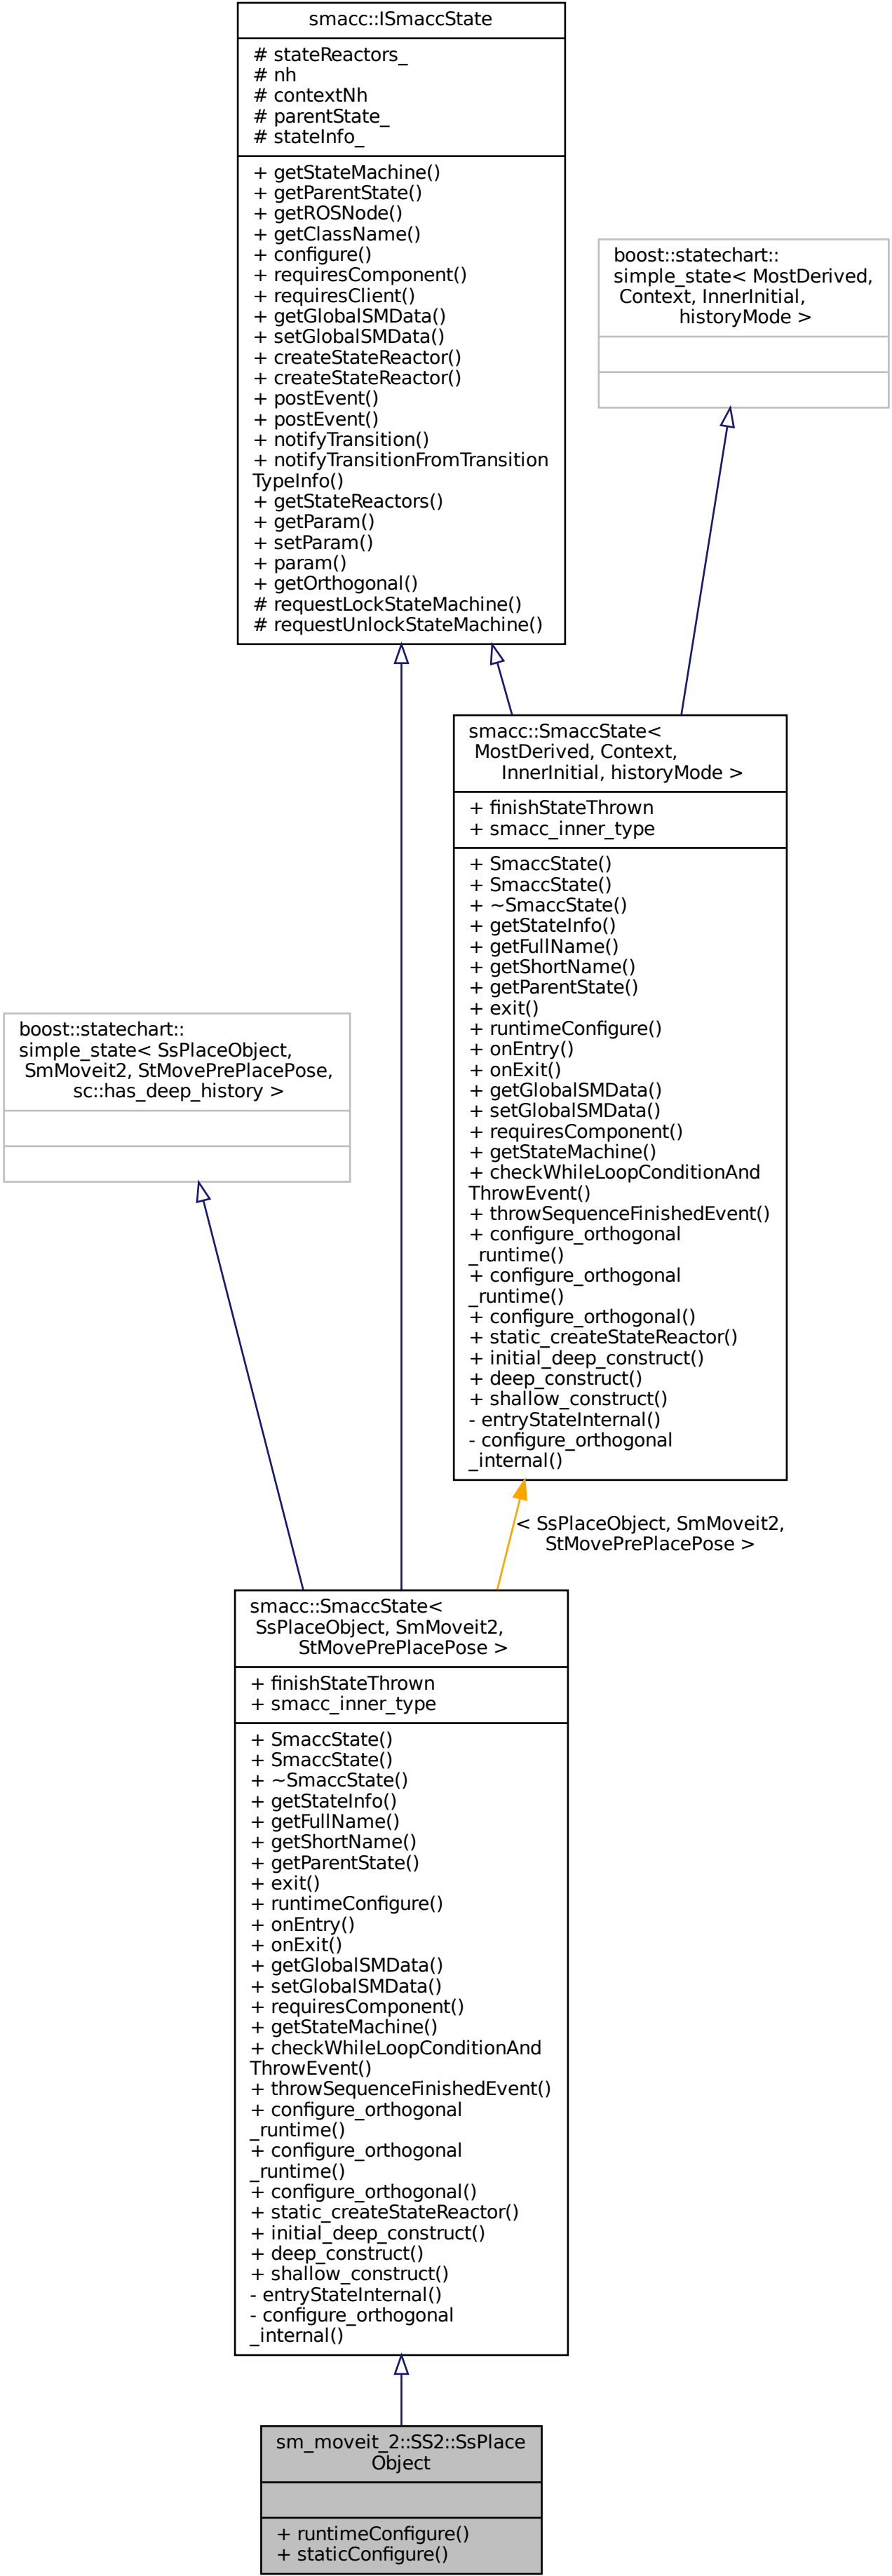 smacc::ISmaccState
# stateReactors_
# nh
# contextNh
# parentState_
# stateInfo_
+ getStateMachine()
+ getParentState()
+ getROSNode()
+ getClassName()
+ configure()
+ requiresComponent()
+ requiresClient()
+ getGlobalSMData()
+ setGlobalSMData()
+ createStateReactor()
+ createStateReactor()
+ postEvent()
+ postEvent()
+ notifyTransition()
+ notifyTransitionFromTransition
TypeInfo()
+ getStateReactors()
+ getParam()
+ setParam()
+ param()
+ getOrthogonal()
# requestLockStateMachine()
# requestUnlockStateMachine()
boost::statechart::
simple_state< MostDerived,
Context, InnerInitial,
historyMode >
smacc::SmaccState<
MostDerived, Context,
InnerInitial, historyMode >
+ finishStateThrown
+ smacc_inner_type
+ SmaccState()
+ SmaccState()
+ ~SmaccState()
+ getStateInfo()
+ getFullName()
+ getShortName()
+ getParentState()
+ exit()
+ runtimeConfigure()
+ onEntry()
+ onExit()
+ getGlobalSMData()
+ setGlobalSMData()
+ requiresComponent()
+ getStateMachine()
+ checkWhileLoopConditionAnd
ThrowEvent()
+ throwSequenceFinishedEvent()
+ configure_orthogonal
_runtime()
+ configure_orthogonal
_runtime()
+ configure_orthogonal()
+ static_createStateReactor()
+ initial_deep_construct()
+ deep_construct()
+ shallow_construct()
- entryStateInternal()
- configure_orthogonal
_internal()
boost::statechart::
simple_state< SsPlaceObject,
SmMoveit2, StMovePrePlacePose,
sc::has_deep_history >
< SsPlaceObject, SmMoveit2,
StMovePrePlacePose >
smacc::SmaccState<
SsPlaceObject, SmMoveit2,
StMovePrePlacePose >
+ finishStateThrown
+ smacc_inner_type
+ SmaccState()
+ SmaccState()
+ ~SmaccState()
+ getStateInfo()
+ getFullName()
+ getShortName()
+ getParentState()
+ exit()
+ runtimeConfigure()
+ onEntry()
+ onExit()
+ getGlobalSMData()
+ setGlobalSMData()
+ requiresComponent()
+ getStateMachine()
+ checkWhileLoopConditionAnd
ThrowEvent()
+ throwSequenceFinishedEvent()
+ configure_orthogonal
_runtime()
+ configure_orthogonal
_runtime()
+ configure_orthogonal()
+ static_createStateReactor()
+ initial_deep_construct()
+ deep_construct()
+ shallow_construct()
- entryStateInternal()
- configure_orthogonal
_internal()
sm_moveit_2::SS2::SsPlace
Object
+ runtimeConfigure()
+ staticConfigure()